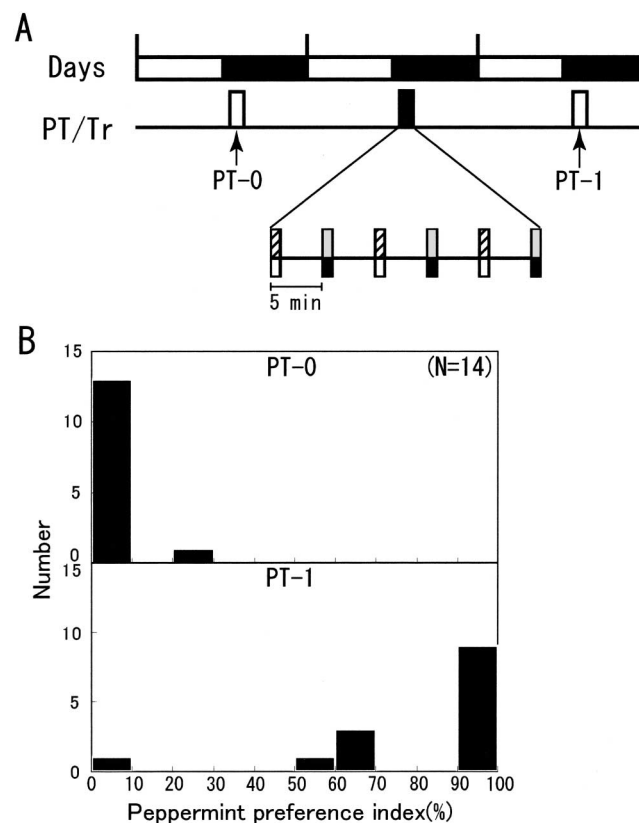 A
Days
PT/Tr
PT-0
PT-1
5 min
B
15
PT-0
(N=14)
10
5
0
Number
15
PT-1
10
5
0
0 10 20 30 40 50 60 70 80 90 100
Peppermint preference index(%)